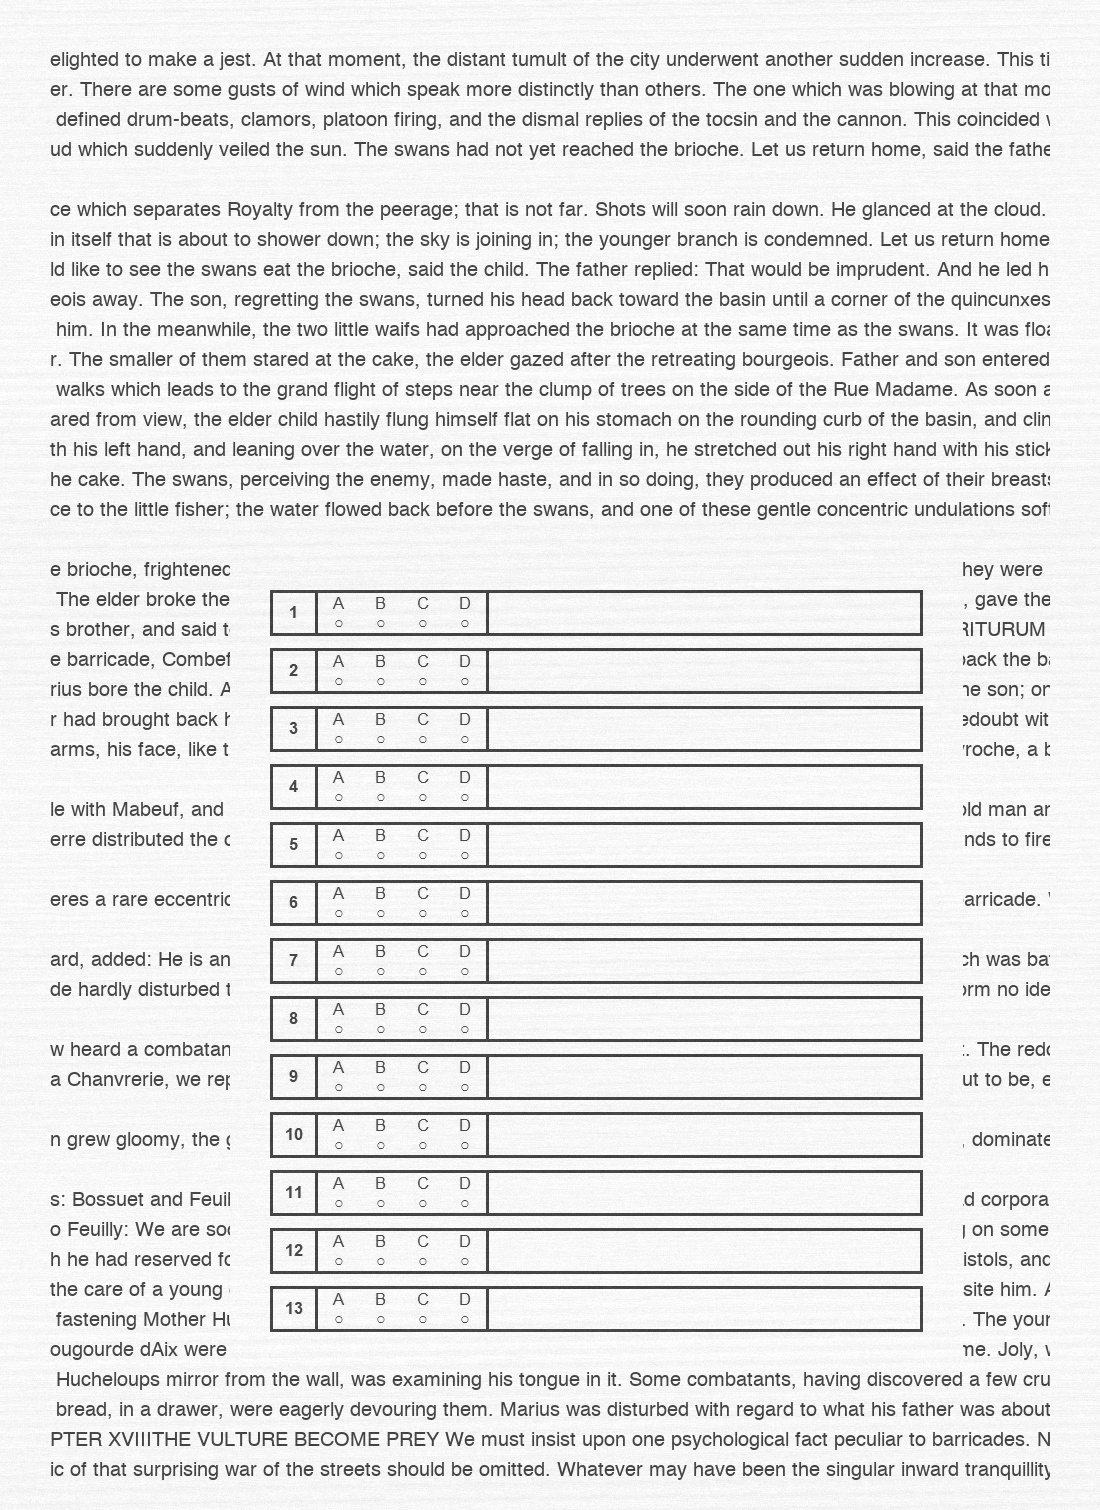 elighted to make a jest. At that moment, the distant tumult of the city underwent another sudden increase. This ti
er. There are some gusts of wind which speak more distinctly than others. The one which was blowing at that mo
defined drum-beats, clamors, platoon firing, and the dismal replies of the tocsin and the cannon. This coincided
ud which suddenly veiled the sun. The swans had not yet reached the brioche. Let us return home, said the fathe
ce which separates Royalty from the peerage; that is not far. Shots will soon rain down. He glanced at the cloud.
in itself that is about to shower down; the sky is joining in; the younger branch is condemned. Let us return home
ld like to see the swans eat the brioche, said the child. The father replied: That would be imprudent. And he led h
eois away. The son, regretting the swans, turned his head back toward the basin until a corner of the quincunxes
him. In the meanwhile, the two little waifs had approached the brioche at the same time as the swans. It was floa
r. The smaller of them stared at the cake, the elder gazed after the retreating bourgeois. Father and son entered
walks which leads to the grand flight of steps near the clump of trees on the side of the Rue Madame. As soon a
ared from view, the elder child hastily flung himself flat on his stomach on the rounding curb of the basin, and clin
th his left hand, and leaning over the water, on the verge of falling in, he stretched out his right hand with his stick
he cake. The swans, perceiving the enemy, made haste, and in so doing, they produced an effect of their breasts
ce to the little fisher; the water flowed back before the swans, and one of these gentle concentric undulations sof
e brioche, frightened hey were
The elder broke the , gave the
s brother, and said t RITURUM
e barricade, Combef back the ba
rius bore the child. A he son; on
r had brought back h edoubt wit
arms, his face, like t vroche, a b
le with Mabeuf, and old man an
erre distributed the c nds to fire
eres a rare eccentric arricade.
ard, added: He is an ch was bat
de hardly disturbed t orm no ide
w heard a combatan t. The redo
a Chanvrerie, we rep ut to be, e
n grew gloomy, the g , dominate
s: Bossuet and Feuil d corpora
o Feuilly: We are soo g on some
h he had reserved fo istols, and
the care of a young site him. A
fastening Mother Hu . The youn
ougourde dAix were me. Joly, w
1 A B C D
2 A B C D
3 A B C D
4 A B C D
5 A B C D
6 A B C D
7 A B C D
8 A B C D
9 A B C D
10 A B C D
11 A B C D
12 A B C D
13 A B C D
Hucheloups mirror from the wall, was examining his tongue in it. Some combatants, having discovered a few cru
bread, in a drawer, were eagerly devouring them. Marius was disturbed with regard to what his father was about
PTER XVIIITHE VULTURE BECOME PREY We must insist upon one psychological fact peculiar to barricades. N
ic of that surprising war of the streets should be omitted. Whatever may have been the singular inward tranquillity